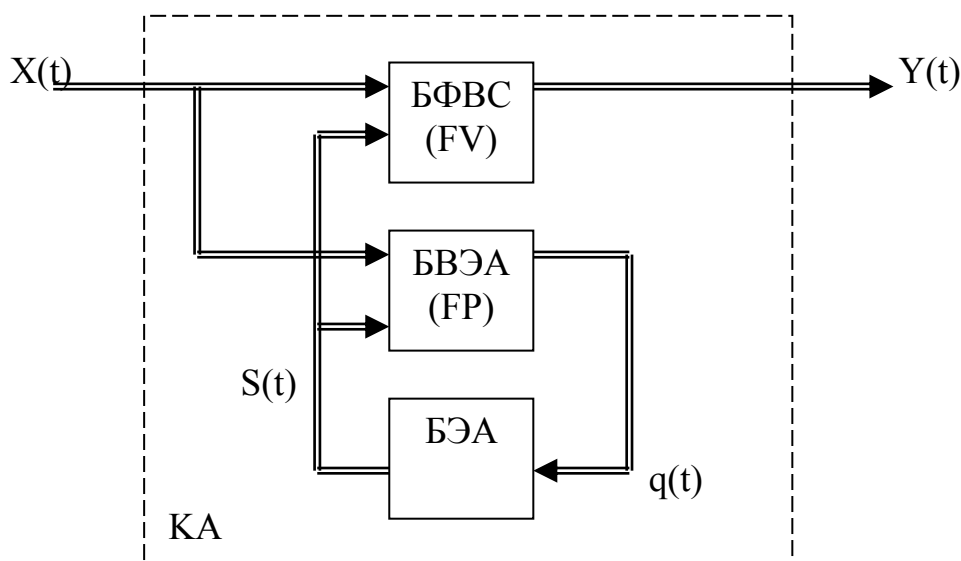 X(t)
Y(t)
БФВС
(FV)
БВЭА
(FP)
S(t)
БЭА
q(t)
КА